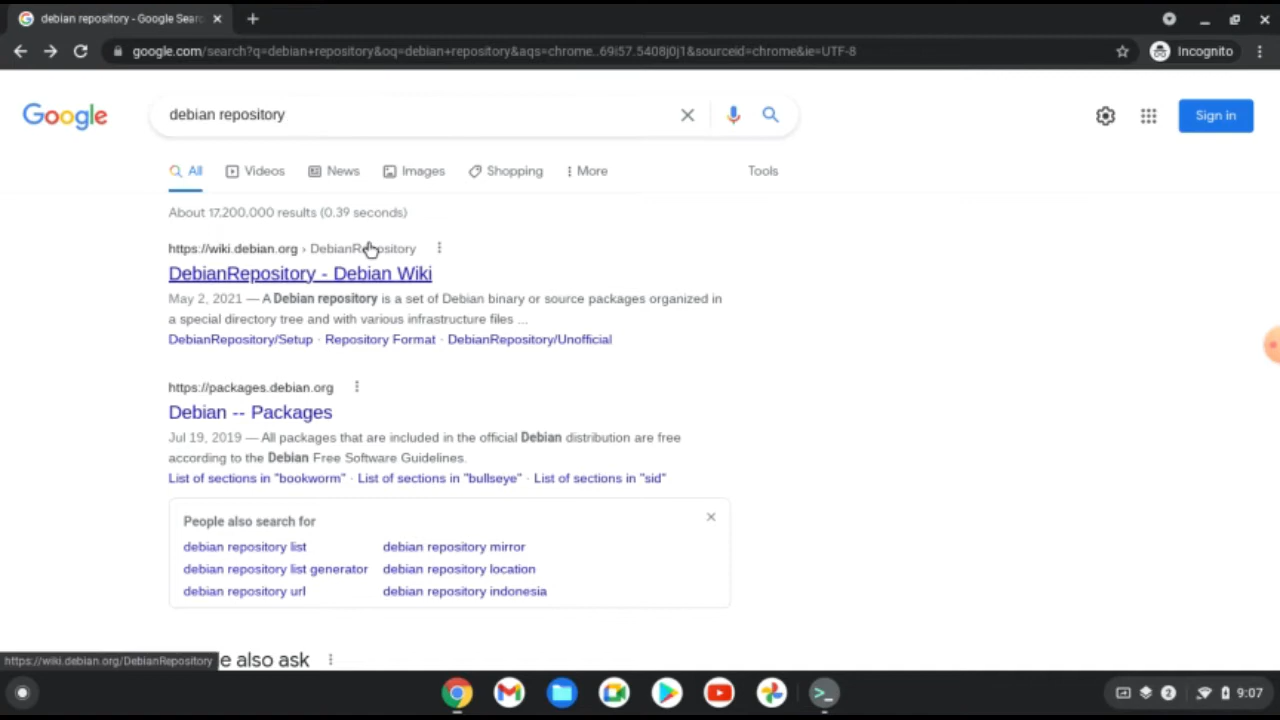 debian repository - Google Searc
google.com/search?q=debian+repository&oq=debian+repository&aqs=chrome..69i57.5408j0j1&sourceid=chrome&ie=UTF-8
Incognito
Google
debian repository
Sign in
All
Videos
News
Images
Shopping
More
Tools
About 17,200,000 results (0.39 seconds)
https://wiki.debian.org › DebianRepository
DebianRepository - Debian Wiki
May 2, 2021 — A Debian repository is a set of Debian binary or source packages organized in
a special directory tree and with various infrastructure files ...
DebianRepository/Setup · Repository Format · DebianRepository/Unofficial
https://packages.debian.org
Debian -- Packages
Jul 19, 2019 — All packages that are included in the official Debian distribution are free
according to the Debian Free Software Guidelines.
List of sections in "bookworm" · List of sections in "bullseye" · List of sections in "sid"
People also search for
debian repository list
debian repository mirror
debian repository list generator
debian repository location
debian repository url
debian repository indonesia
https://wiki.debian.org/DebianRepository
e also ask
2
9:07